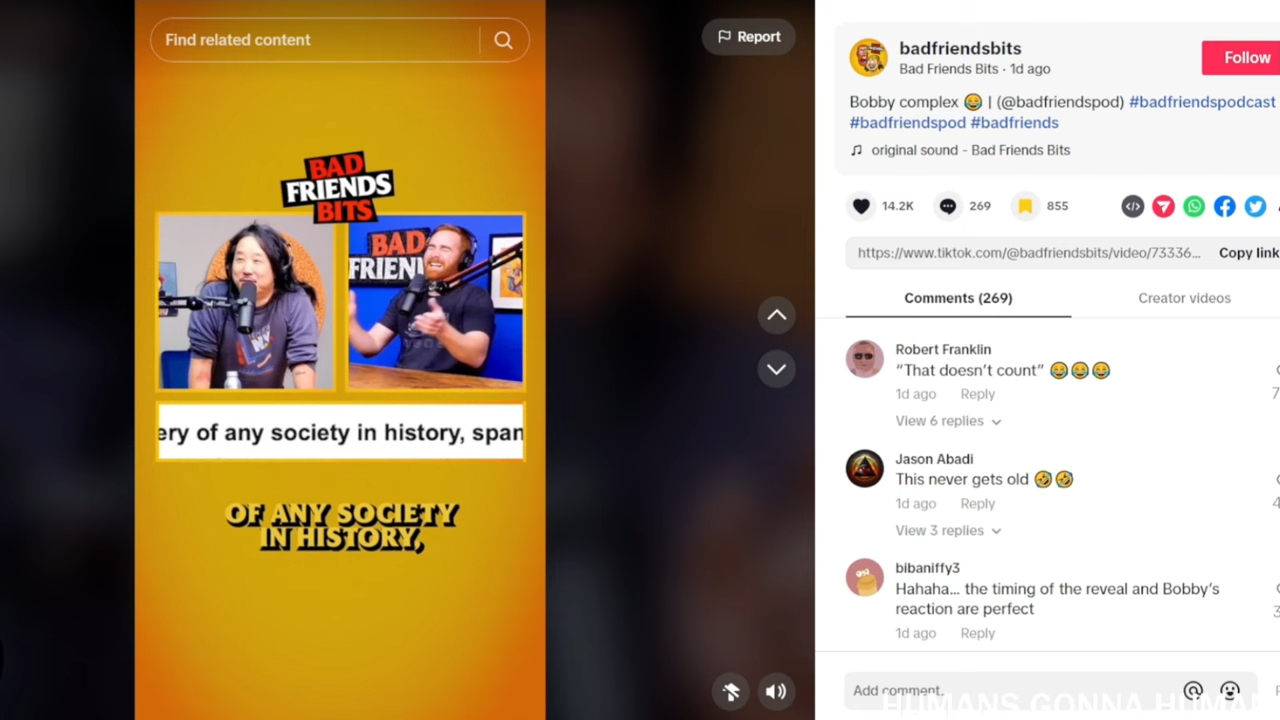 Find related content
Report
BAD
FRIENDS
BITS
BAD
FRIEN
ery of any society in history, span
OF ANY SOCIETY
IN HISTORY,
badfriendsbits
Bad Friends Bits · 1d ago
Follow
Bobby complex 😂 | (@badfriendspod) #badfriendspodcast
#badfriendspod #badfriends
original sound - Bad Friends Bits
14.2K
269
855
https://www.tiktok.com/@badfriendsbits/video/73336...
Copy link
Comments (269)
Creator videos
Robert Franklin
"That doesn't count" 😂😂😂
1d ago
Reply
7
View 6 replies
Jason Abadi
This never gets old 🤣🤣
1d ago
Reply
4
View 3 replies
bibaniffy3
Hahaha... the timing of the reveal and Bobby's
reaction are perfect
1d ago
Reply
3
Add comment.
HUMANS GONNA HUMAN